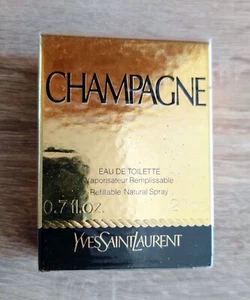 CHAMPAGNE
EAU DE TOILETTE
Vaporisateur Remplissable
Refillable Natural Spray
0.7 fl.oz.
YVESSAINTLAURENT